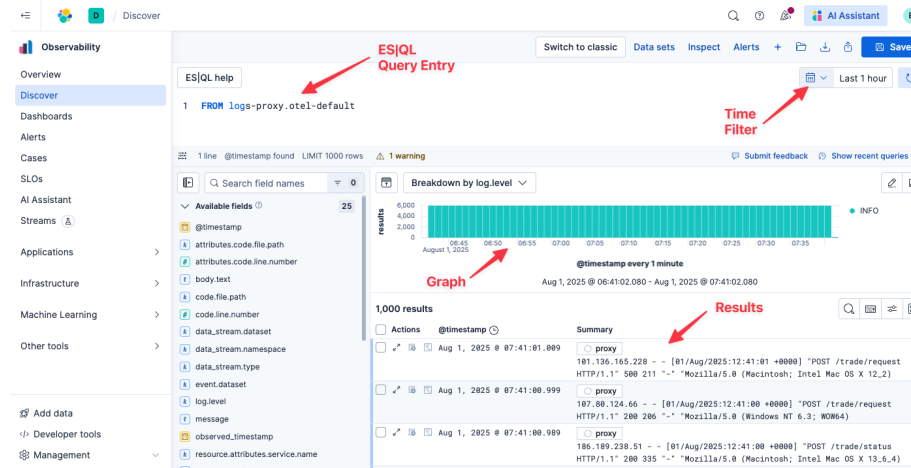 D / Discover
AI Assistant
Observability
Overview
Discover
Dashboards
Alerts
Cases
SLOs
AI Assistant
Streams
Applications
Infrastructure
Machine Learning
Other tools
Add data
Developer tools
Management
Switch to classic Data sets Inspect Alerts + Save
ES|QL
Query Entry
ES|QL help
Last 1 hour
1 FROM logs-proxy.otel-default
Time
Filter
1 line @timestamp found LIMIT 1000 rows 1 warning Submit feedback Show recent queries
Search field names 0
Available fields 25
@timestamp
attributes.code.file.path
attributes.code.line.number
body.text
code.file.path
code.line.number
data_stream.dataset
data_stream.namespace
data_stream.type
event.dataset
log.level
message
observed_timestamp
resource.attributes.service.name
Breakdown by log.level
results
6,000
4,000
2,000
0
INFO
06:45 06:50 06:55 07:00 07:05 07:10 07:15 07:20 07:25 07:30 07:35
August 1, 2025
@timestamp every 1 minute
Graph
Aug 1, 2025 @ 06:41:02.080 - Aug 1, 2025 @ 07:41:02.080
1,000 results
Results
Actions @timestamp Summary
Aug 1, 2025 @ 07:41:01.009 proxy
101.136.165.228 - - [01/Aug/2025:12:41:01 +0000] "POST /trade/request
HTTP/1.1" 500 211 "-" "Mozilla/5.0 (Macintosh; Intel Mac OS X 12_2)
Aug 1, 2025 @ 07:41:00.999 proxy
107.80.124.66 - - [01/Aug/2025:12:41:00 +0000] "POST /trade/request
HTTP/1.1" 200 206 "-" "Mozilla/5.0 (Windows NT 6.3; WOW64)
Aug 1, 2025 @ 07:41:00.989 proxy
186.189.238.51 - - [01/Aug/2025:12:41:00 +0000] "POST /trade/status
HTTP/1.1" 200 335 "-" "Mozilla/5.0 (Macintosh; Intel Mac OS X 13_6_4)